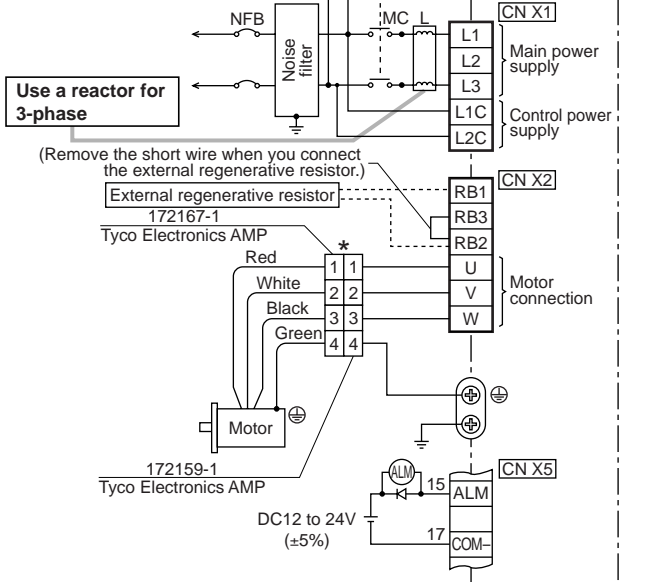 NFB
Noise
filter
MC
L
CN X1
L1
L2
L3
L1C
L2C
Main power
supply
Control power
supply
Use a reactor for
3-phase
(Remove the short wire when you connect
the external regenerative resistor.)
External regenerative resistor
CN X2
RB1
RB3
RB2
U
V
W
Motor
connection
172167-1
Tyco Electronics AMP
*
Red
1 1
White
2 2
Black
3 3
Green
4 4
Motor
172159-1
Tyco Electronics AMP
CN X5
ALM
15
ALM
DC12 to 24V
(±5%)
17
COM−